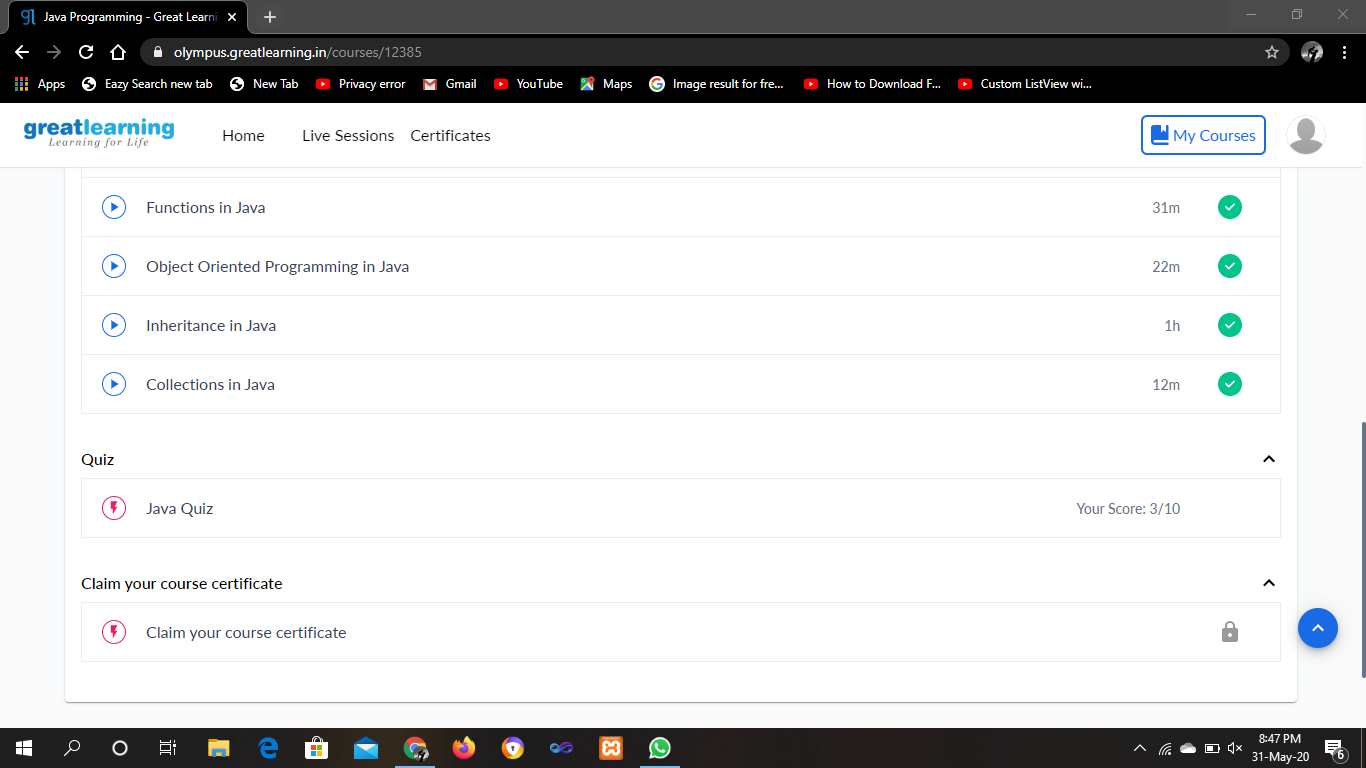 Java Programming - Great Learni
olympus.greatlearning.in/courses/12385
Apps Eazy Search new tab New Tab Privacy error Gmail YouTube Maps Image result for fre... How to Download F... Custom ListView wi...
greatlearning
Learning for Life
Home Live Sessions Certificates My Courses
Functions in Java 31m
Object Oriented Programming in Java 22m
Inheritance in Java 1h
Collections in Java 12m
Quiz
Java Quiz Your Score: 3/10
Claim your course certificate
Claim your course certificate
8:47 PM
31-May-20
6